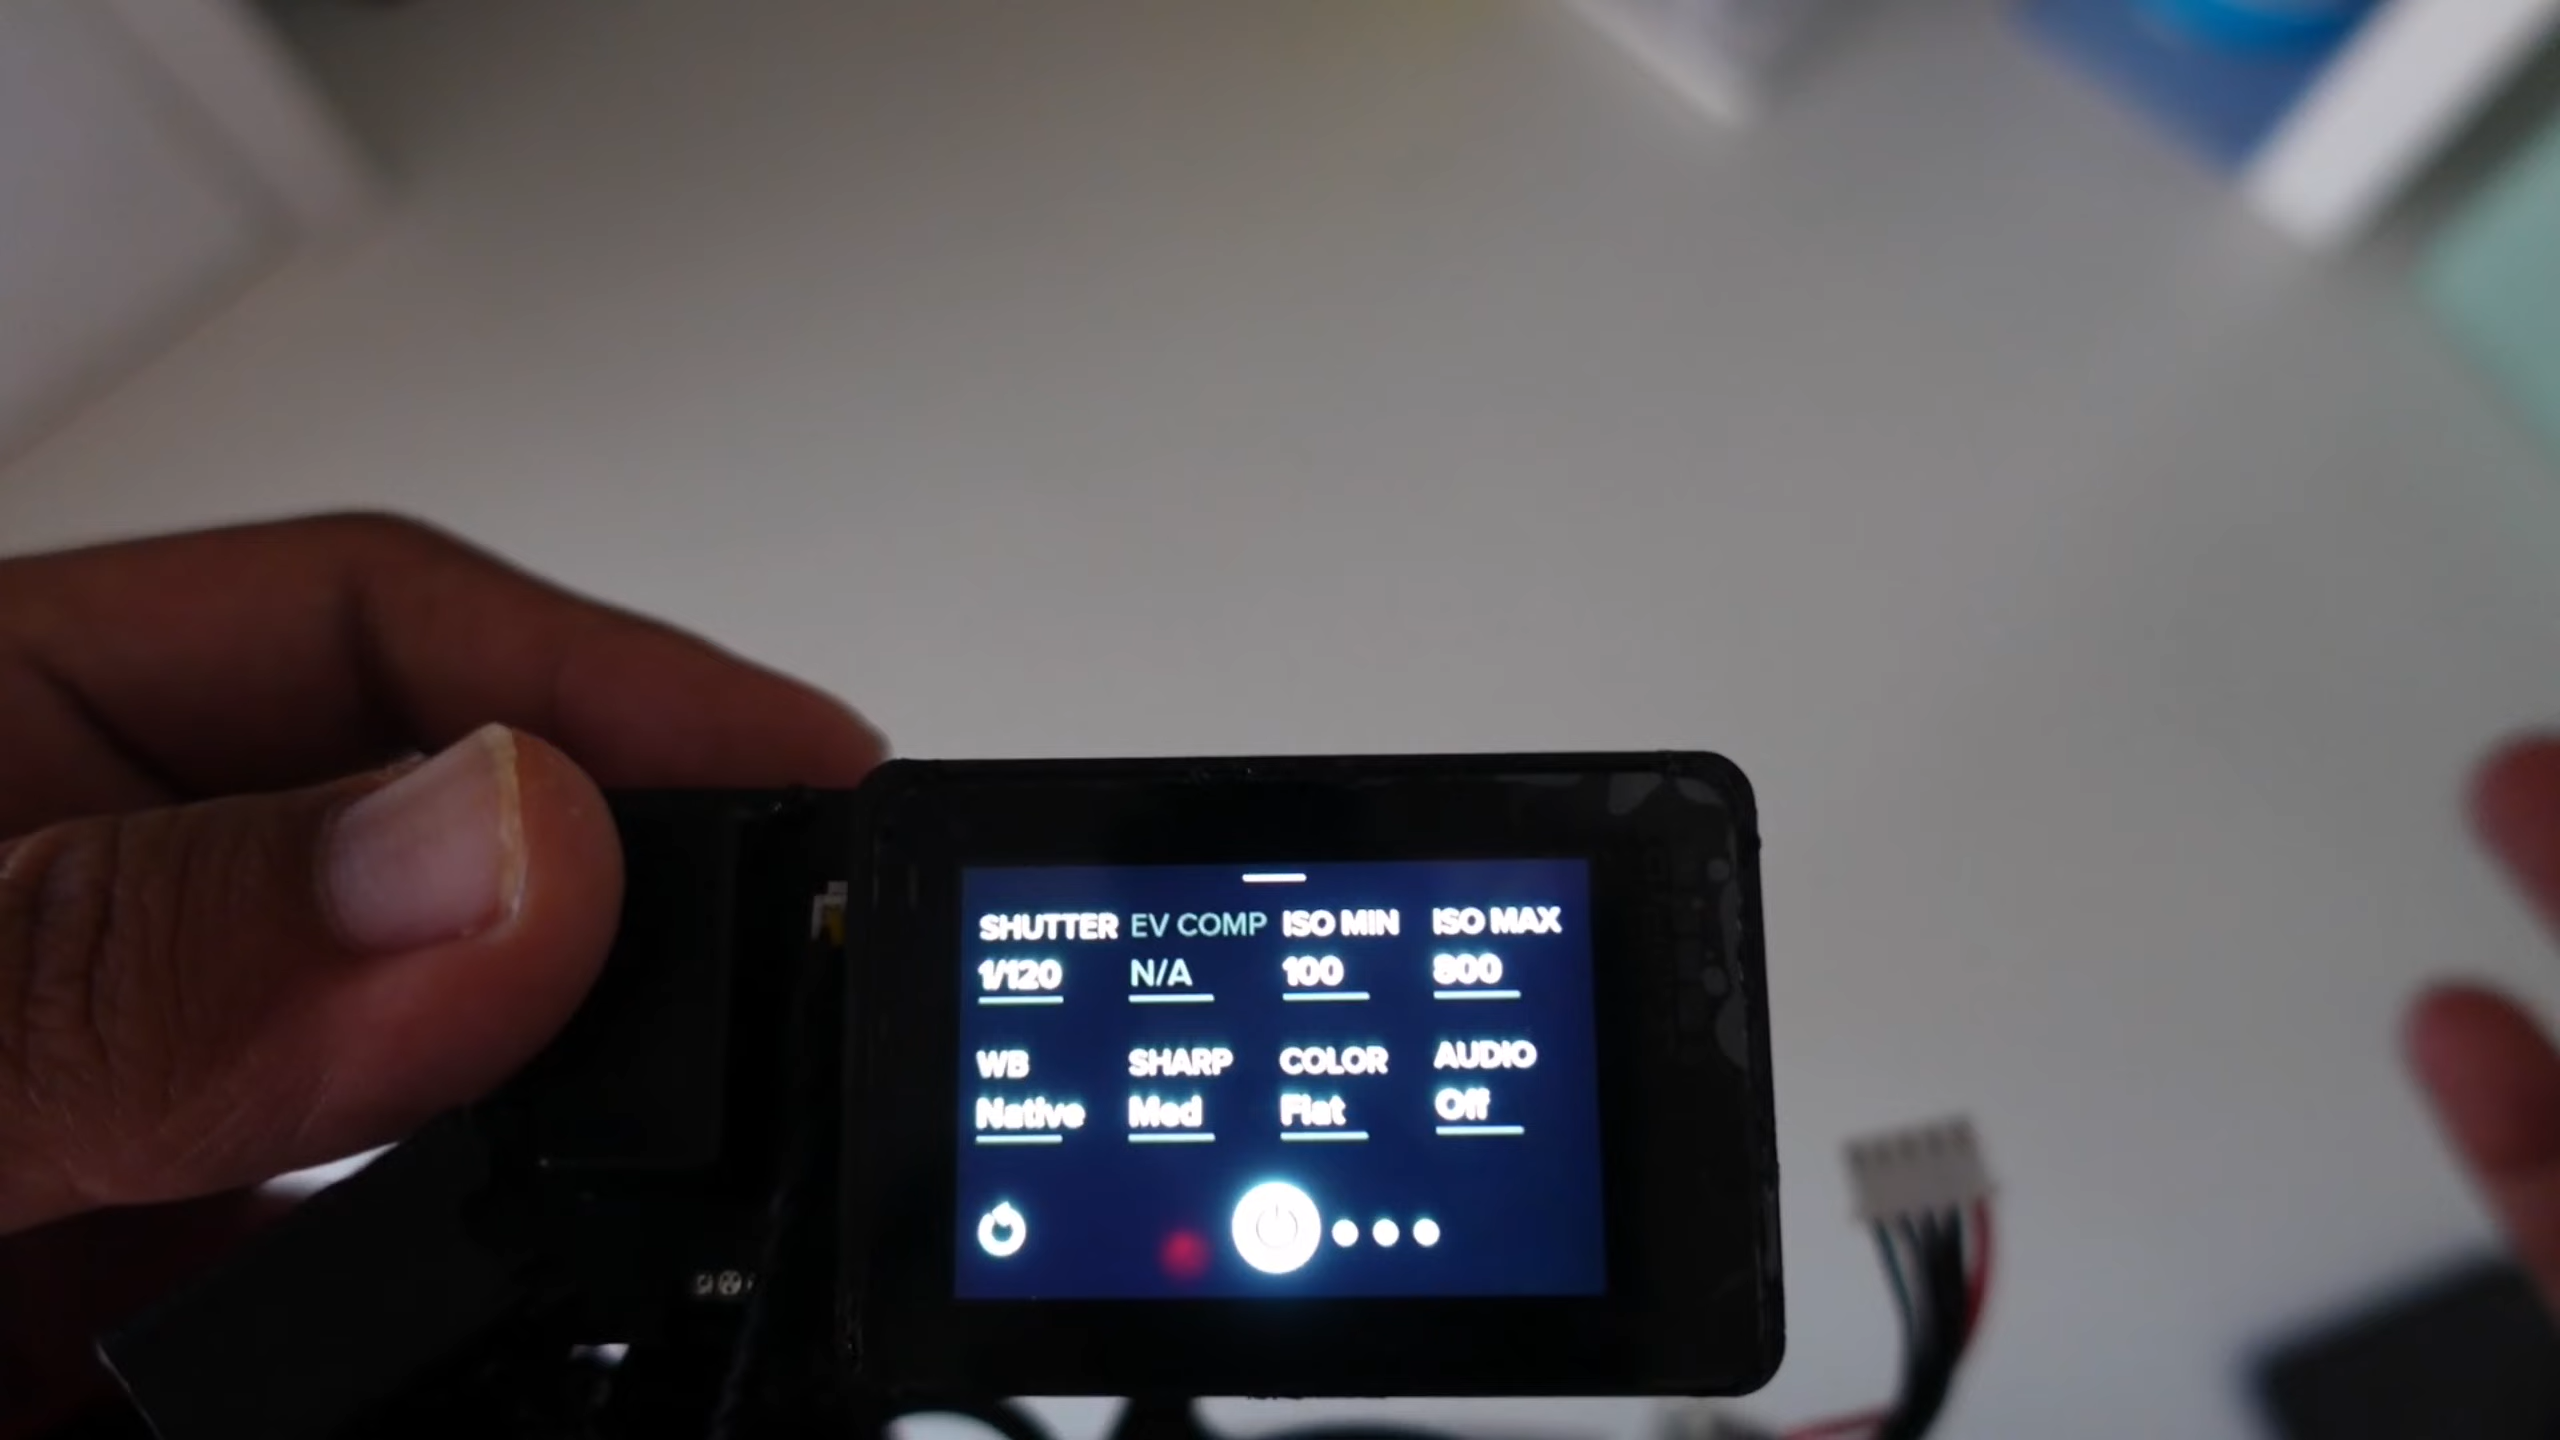 SHUTTER EV COMP ISO MIN ISO MAX
1/120 N/A 100 800
WB SHARP COLOR AUDIO
Native Med Flat Off